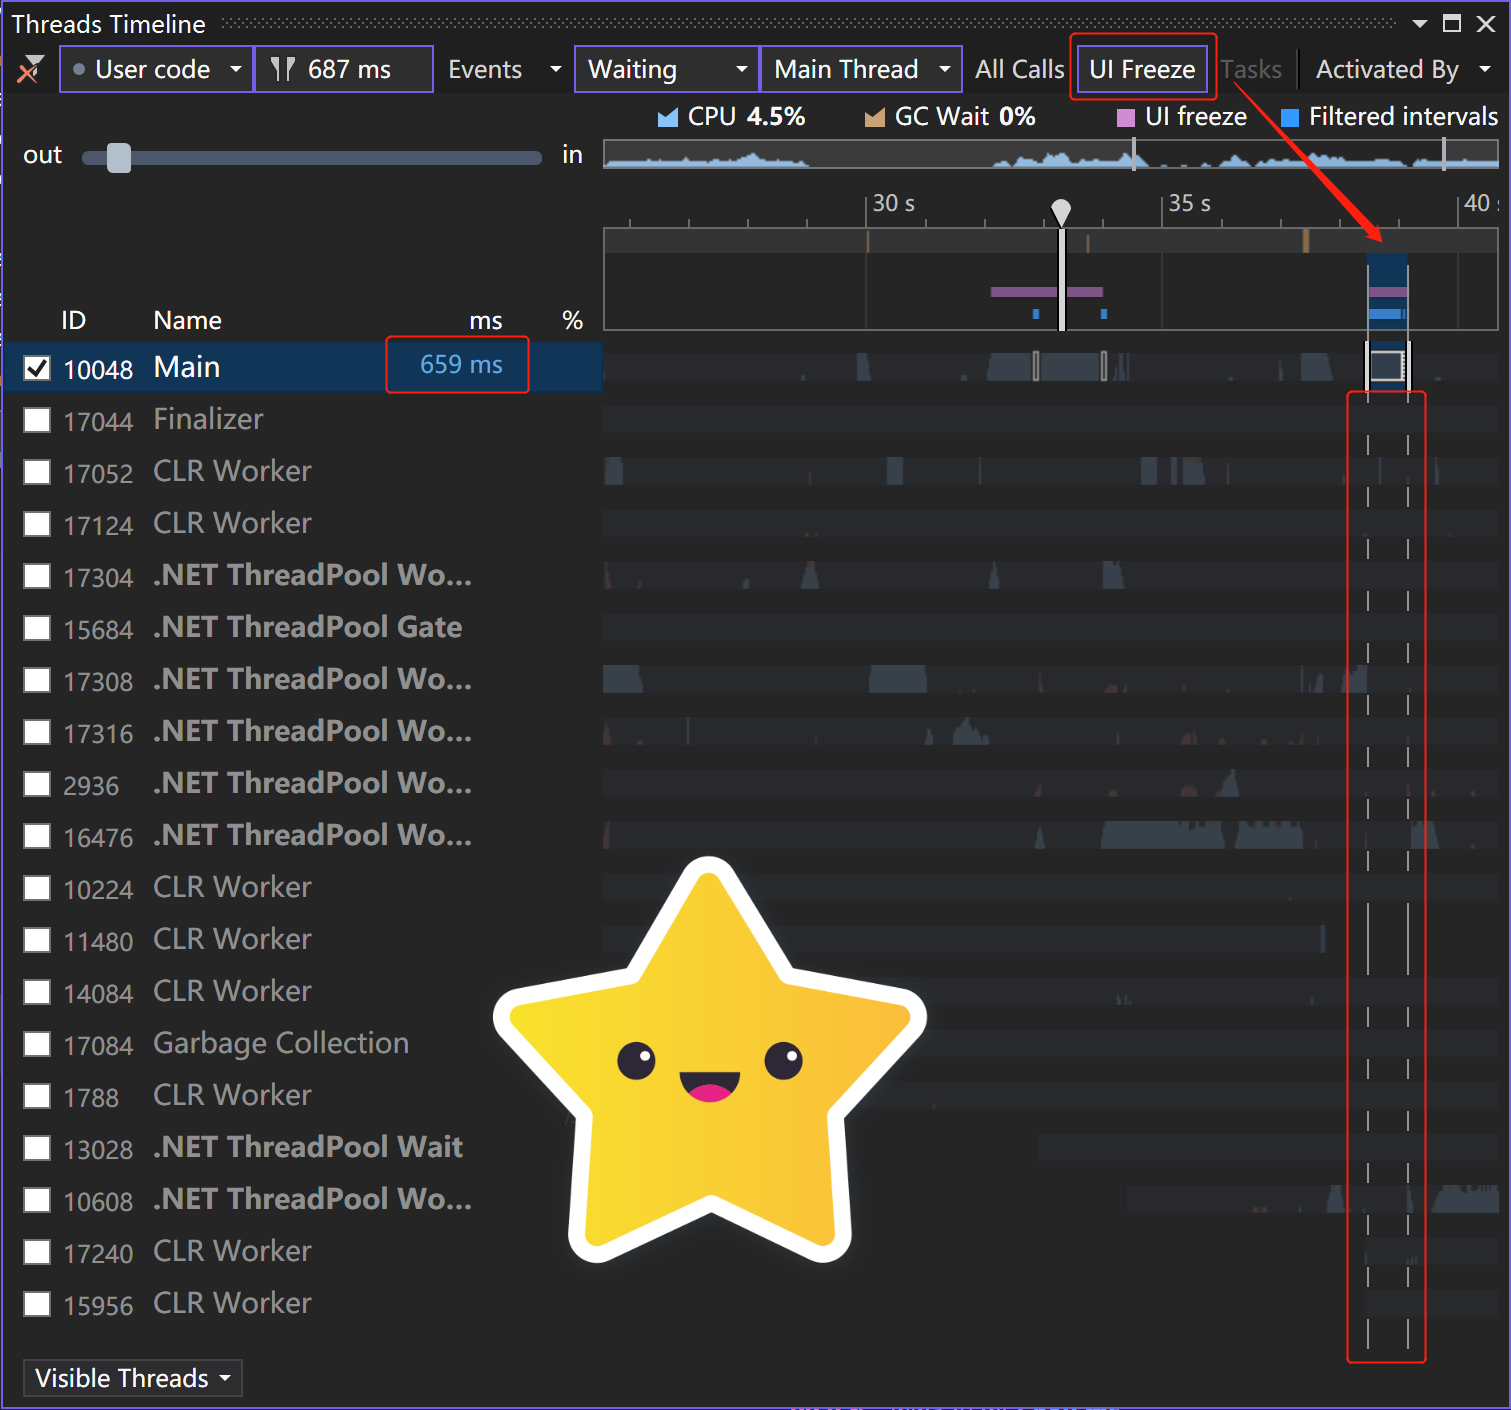 Threads Timeline
User code 687 ms Events Waiting Main Thread All Calls UI Freeze Tasks Activated By
CPU 4.5% GC Wait 0% UI freeze Filtered intervals
out in
30 s 35 s 40 s
ID Name ms %
10048 Main 659 ms
17044 Finalizer
17052 CLR Worker
17124 CLR Worker
17304 .NET ThreadPool Wo...
15684 .NET ThreadPool Gate
17308 .NET ThreadPool Wo...
17316 .NET ThreadPool Wo...
2936 .NET ThreadPool Wo...
16476 .NET ThreadPool Wo...
10224 CLR Worker
11480 CLR Worker
14084 CLR Worker
17084 Garbage Collection
1788 CLR Worker
13028 .NET ThreadPool Wait
10608 .NET ThreadPool Wo...
17240 CLR Worker
15956 CLR Worker
Visible Threads